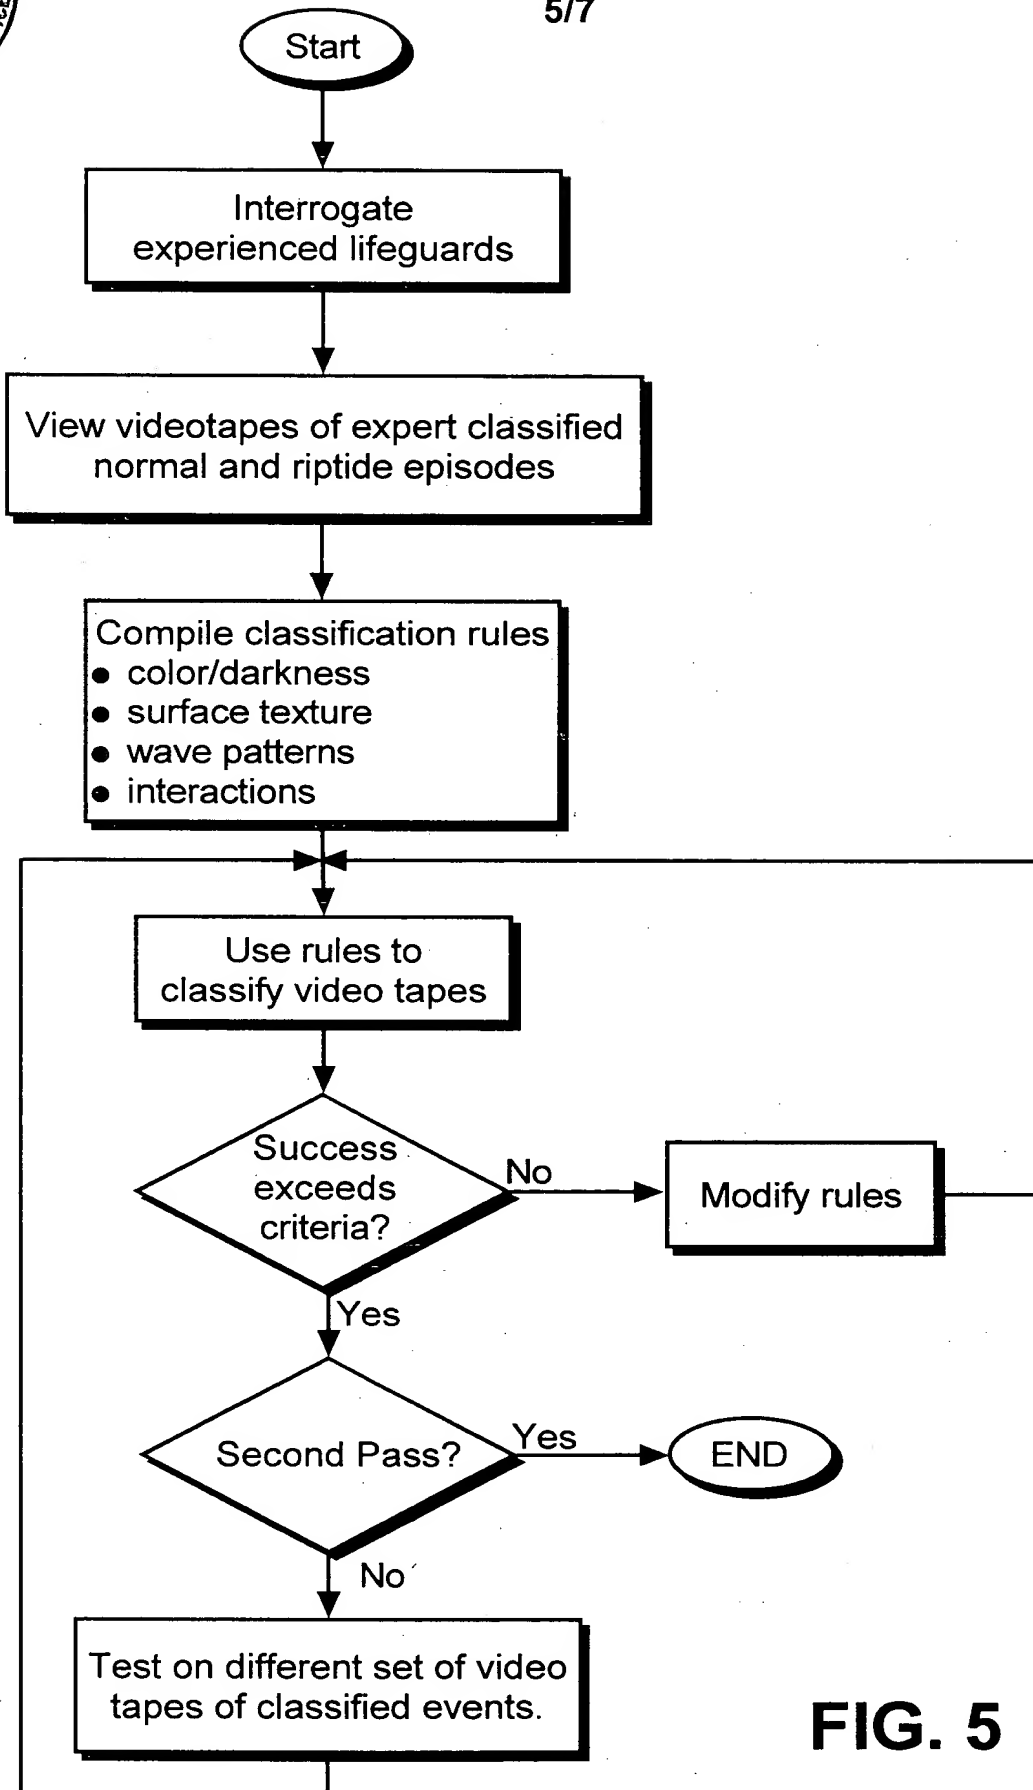 5/7
Start
Interrogate
experienced lifeguards
View videotapes of expert classified
normal and riptide episodes
Compile classification rules
● color/darkness
● surface texture
● wave patterns
● interactions
Use rules to
classify video tapes
Success
exceeds
criteria?
No
Modify rules
Yes
Second Pass?
Yes
END
No
Test on different set of video
tapes of classified events.
FIG. 5